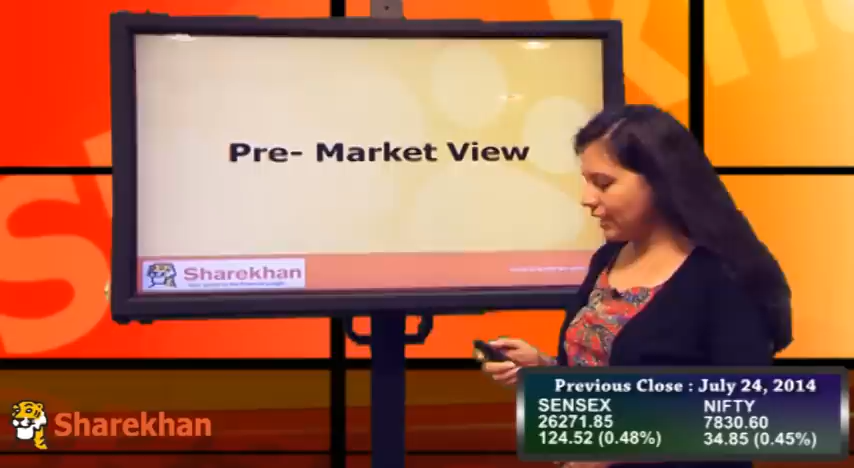 Pre- Market View
Sharekhan
Sharekhan
Previous Close : July 24, 2014
SENSEX NIFTY
26271.85 7830.60
124.52 (0.48%) 34.85 (0.45%)